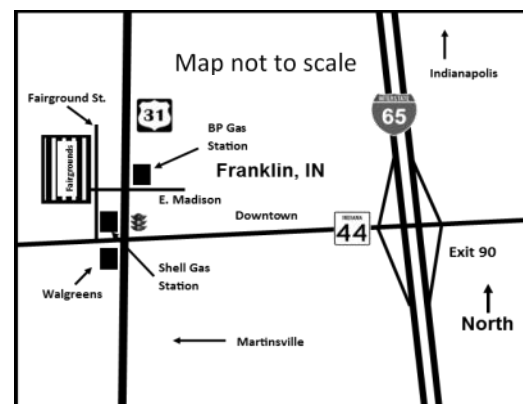 Map not to scale
Indianapolis
Fairground St.
INTERSTATE
65
31
BP Gas
Station
Fairgrounds
Franklin, IN
E. Madison
Downtown
INDIANA
44
Exit 90
Shell Gas
Station
Walgreens
North
Martinsville